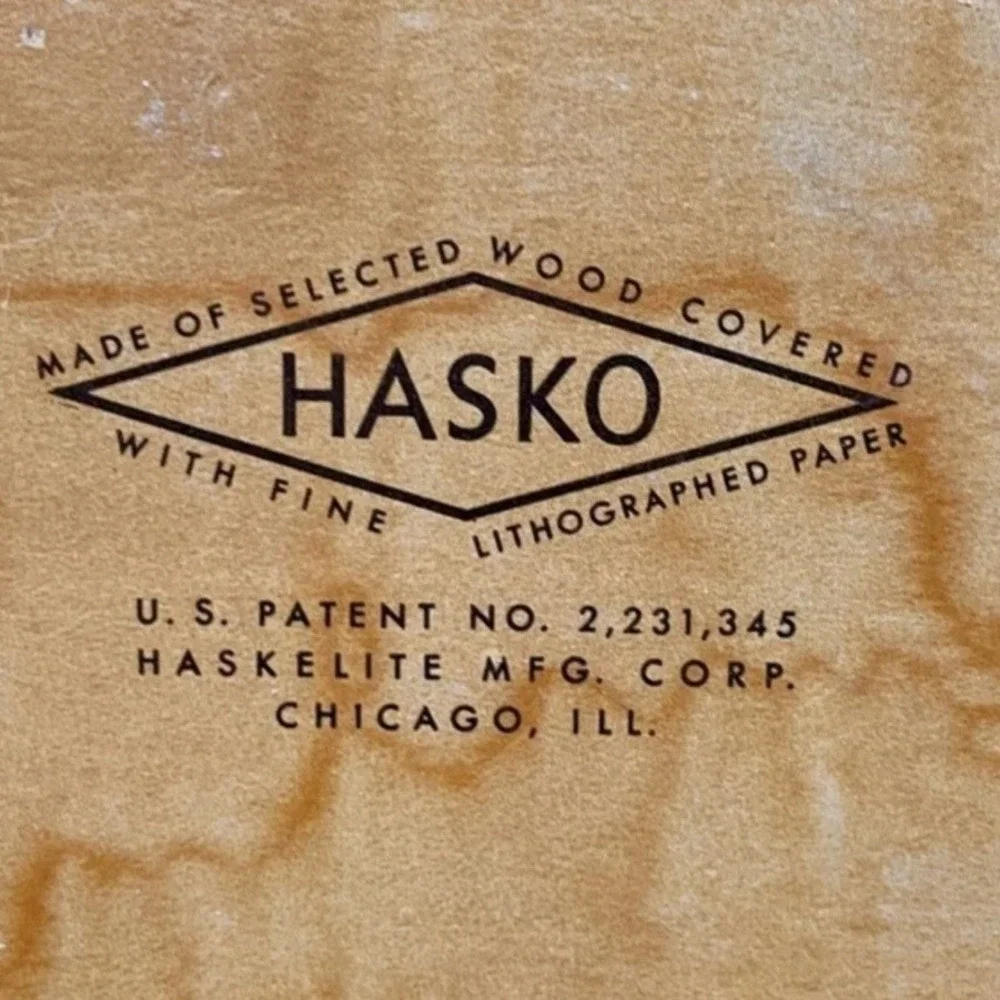 MADE OF SELECTED WOOD COVERED
HASKO
WITH FINE LITHOGRAPHED PAPER
U. S. PATENT NO. 2,231,345
HASKELITE MFG. CORP.
CHICAGO, ILL.